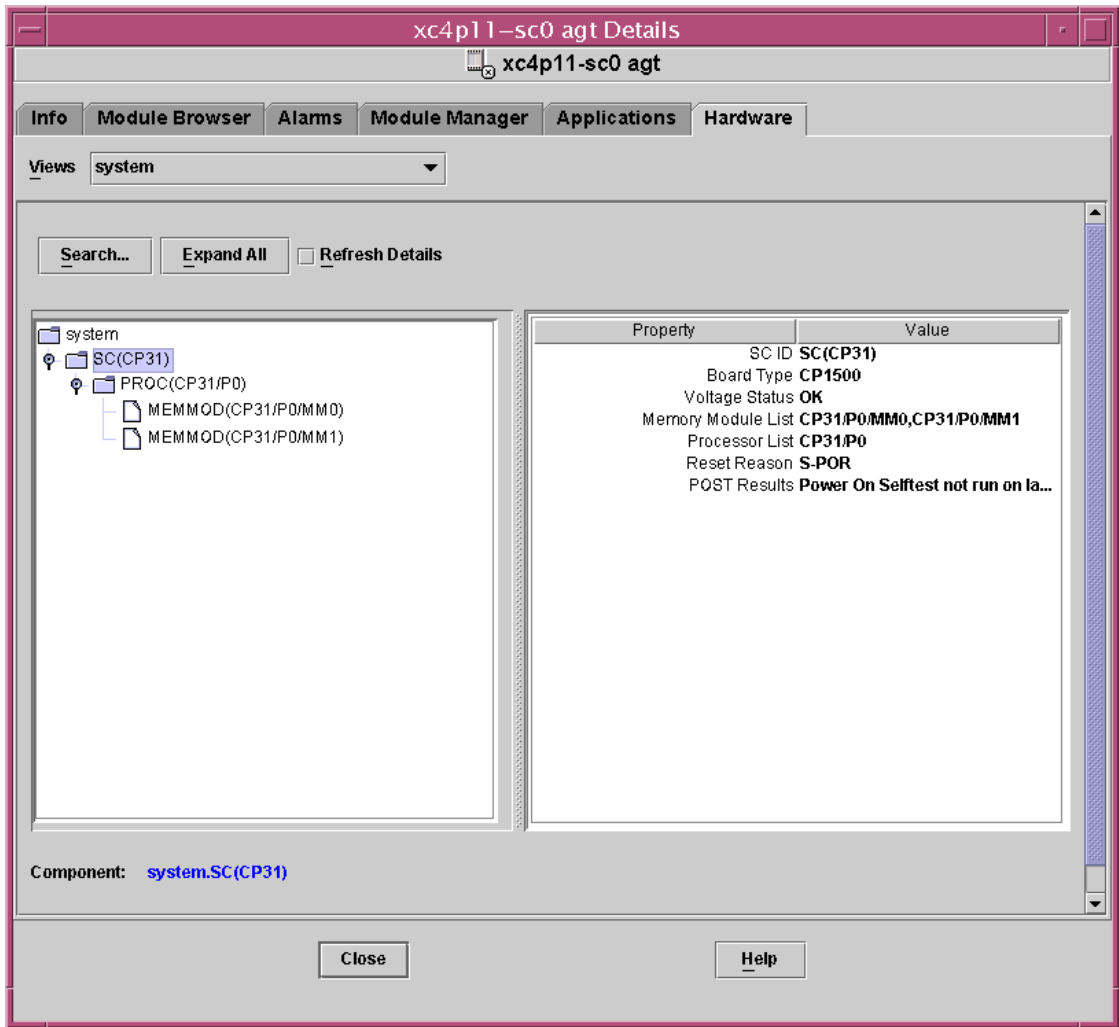 xc4p11-sc0 agt Details
xc4p11-sc0 agt
Info Module Browser Alarms Module Manager Applications Hardware
Views system
Search... Expand All Refresh Details
system
SC(CP31)
PROC(CP31/P0)
MEMMOD(CP31/P0/MM0)
MEMMOD(CP31/P0/MM1)
Property Value
SC ID SC(CP31)
Board Type CP1500
Voltage Status OK
Memory Module List CP31/P0/MM0,CP31/P0/MM1
Processor List CP31/P0
Reset Reason S-POR
POST Results Power On Selftest not run on la...
Component: system.SC(CP31)
Close Help